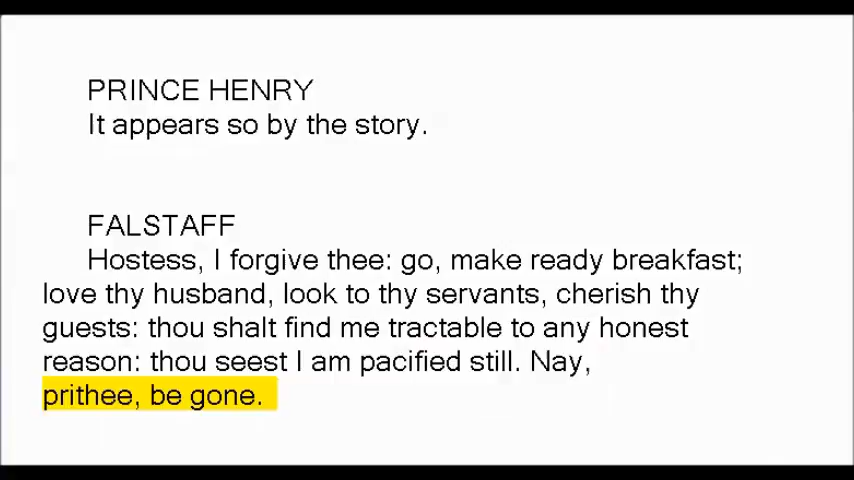 PRINCE HENRY
It appears so by the story.
FALSTAFF
Hostess, I forgive thee: go, make ready breakfast;
love thy husband, look to thy servants, cherish thy
guests: thou shalt find me tractable to any honest
reason: thou seest I am pacified still. Nay,
prithee, be gone.